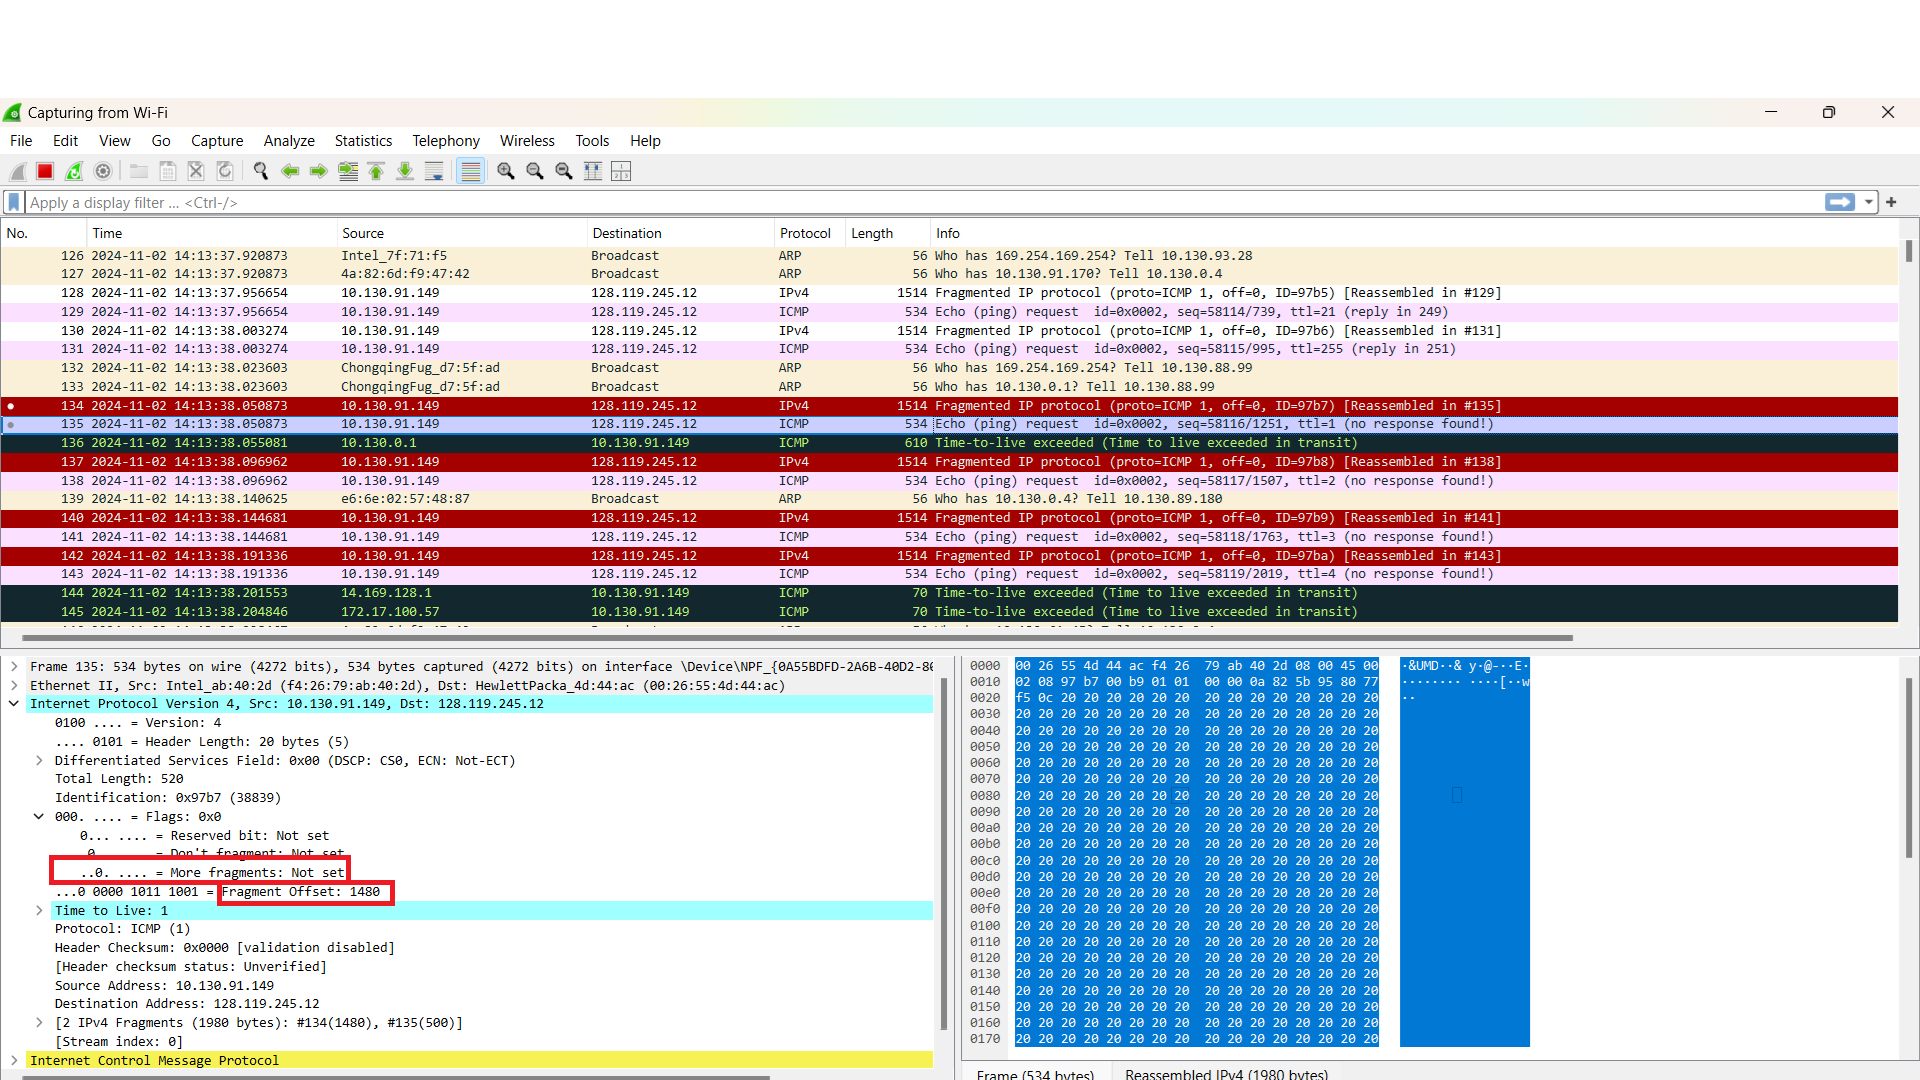 Capturing from Wi-Fi
File Edit View Go Capture Analyze Statistics Telephony Wireless Tools Help
Apply a display filter ... <Ctrl-/>
No. Time Source Destination Protocol Length Info
126 2024-11-02 14:13:37.920873 Intel_7f:71:f5 Broadcast ARP 56 Who has 169.254.169.254? Tell 10.130.93.28
127 2024-11-02 14:13:37.920873 4a:82:6d:f9:47:42 Broadcast ARP 56 Who has 10.130.91.170? Tell 10.130.0.4
128 2024-11-02 14:13:37.956654 10.130.91.149 128.119.245.12 IPv4 1514 Fragmented IP protocol (proto=ICMP 1, off=0, ID=97b5) [Reassembled in #129]
129 2024-11-02 14:13:37.956654 10.130.91.149 128.119.245.12 ICMP 534 Echo (ping) request id=0x0002, seq=58114/739, ttl=21 (reply in 249)
130 2024-11-02 14:13:38.003274 10.130.91.149 128.119.245.12 IPv4 1514 Fragmented IP protocol (proto=ICMP 1, off=0, ID=97b6) [Reassembled in #131]
131 2024-11-02 14:13:38.003274 10.130.91.149 128.119.245.12 ICMP 534 Echo (ping) request id=0x0002, seq=58115/995, ttl=255 (reply in 251)
132 2024-11-02 14:13:38.023603 ChongqingFug_d7:5f:ad Broadcast ARP 56 Who has 169.254.169.254? Tell 10.130.88.99
133 2024-11-02 14:13:38.023603 ChongqingFug_d7:5f:ad Broadcast ARP 56 Who has 10.130.0.1? Tell 10.130.88.99
134 2024-11-02 14:13:38.050873 10.130.91.149 128.119.245.12 IPv4 1514 Fragmented IP protocol (proto=ICMP 1, off=0, ID=97b7) [Reassembled in #135]
135 2024-11-02 14:13:38.050873 10.130.91.149 128.119.245.12 ICMP 534 Echo (ping) request id=0x0002, seq=58116/1251, ttl=1 (no response found!)
136 2024-11-02 14:13:38.055081 10.130.0.1 10.130.91.149 ICMP 610 Time-to-live exceeded (Time to live exceeded in transit)
137 2024-11-02 14:13:38.096962 10.130.91.149 128.119.245.12 IPv4 1514 Fragmented IP protocol (proto=ICMP 1, off=0, ID=97b8) [Reassembled in #138]
138 2024-11-02 14:13:38.096962 10.130.91.149 128.119.245.12 ICMP 534 Echo (ping) request id=0x0002, seq=58117/1507, ttl=2 (no response found!)
139 2024-11-02 14:13:38.140625 e6:6e:02:57:48:87 Broadcast ARP 56 Who has 10.130.0.4? Tell 10.130.89.180
140 2024-11-02 14:13:38.144681 10.130.91.149 128.119.245.12 IPv4 1514 Fragmented IP protocol (proto=ICMP 1, off=0, ID=97b9) [Reassembled in #141]
141 2024-11-02 14:13:38.144681 10.130.91.149 128.119.245.12 ICMP 534 Echo (ping) request id=0x0002, seq=58118/1763, ttl=3 (no response found!)
142 2024-11-02 14:13:38.191336 10.130.91.149 128.119.245.12 IPv4 1514 Fragmented IP protocol (proto=ICMP 1, off=0, ID=97ba) [Reassembled in #143]
143 2024-11-02 14:13:38.191336 10.130.91.149 128.119.245.12 ICMP 534 Echo (ping) request id=0x0002, seq=58119/2019, ttl=4 (no response found!)
144 2024-11-02 14:13:38.201553 14.169.128.1 10.130.91.149 ICMP 70 Time-to-live exceeded (Time to live exceeded in transit)
145 2024-11-02 14:13:38.204846 172.17.100.57 10.130.91.149 ICMP 70 Time-to-live exceeded (Time to live exceeded in transit)
Frame 135: 534 bytes on wire (4272 bits), 534 bytes captured (4272 bits) on interface \Device\NPF_{0A55BDFD-2A6B-40D2-80
Ethernet II, Src: Intel_ab:40:2d (f4:26:79:ab:40:2d), Dst: HewlettPacka_4d:44:ac (00:26:55:4d:44:ac)
Internet Protocol Version 4, Src: 10.130.91.149, Dst: 128.119.245.12
0100 .... = Version: 4
.... 0101 = Header Length: 20 bytes (5)
Differentiated Services Field: 0x00 (DSCP: CS0, ECN: Not-ECT)
Total Length: 520
Identification: 0x97b7 (38839)
000. .... = Flags: 0x0
0... .... = Reserved bit: Not set
.0.. .... = Don't fragment: Not set
..0. .... = More fragments: Not set
...0 0000 1011 1001 = Fragment Offset: 1480
Time to Live: 1
Protocol: ICMP (1)
Header Checksum: 0x0000 [validation disabled]
[Header checksum status: Unverified]
Source Address: 10.130.91.149
Destination Address: 128.119.245.12
[2 IPv4 Fragments (1980 bytes): #134(1480), #135(500)]
[Stream index: 0]
Internet Control Message Protocol
0000 00 26 55 4d 44 ac f4 26 79 ab 40 2d 08 00 45 00 ·&UMD··& y·@-··E·
0010 02 08 97 b7 00 b9 01 01 00 00 0a 82 5b 95 80 77 ········ ····[··w
0020 f5 0c 20 20 20 20 20 20 20 20 20 20 20 20 20 20 ··
0030 20 20 20 20 20 20 20 20 20 20 20 20 20 20 20 20
0040 20 20 20 20 20 20 20 20 20 20 20 20 20 20 20 20
0050 20 20 20 20 20 20 20 20 20 20 20 20 20 20 20 20
0060 20 20 20 20 20 20 20 20 20 20 20 20 20 20 20 20
0070 20 20 20 20 20 20 20 20 20 20 20 20 20 20 20 20
0080 20 20 20 20 20 20 20 20 20 20 20 20 20 20 20 20
0090 20 20 20 20 20 20 20 20 20 20 20 20 20 20 20 20
00a0 20 20 20 20 20 20 20 20 20 20 20 20 20 20 20 20
00b0 20 20 20 20 20 20 20 20 20 20 20 20 20 20 20 20
00c0 20 20 20 20 20 20 20 20 20 20 20 20 20 20 20 20
00d0 20 20 20 20 20 20 20 20 20 20 20 20 20 20 20 20
00e0 20 20 20 20 20 20 20 20 20 20 20 20 20 20 20 20
00f0 20 20 20 20 20 20 20 20 20 20 20 20 20 20 20 20
0100 20 20 20 20 20 20 20 20 20 20 20 20 20 20 20 20
0110 20 20 20 20 20 20 20 20 20 20 20 20 20 20 20 20
0120 20 20 20 20 20 20 20 20 20 20 20 20 20 20 20 20
0130 20 20 20 20 20 20 20 20 20 20 20 20 20 20 20 20
0140 20 20 20 20 20 20 20 20 20 20 20 20 20 20 20 20
0150 20 20 20 20 20 20 20 20 20 20 20 20 20 20 20 20
0160 20 20 20 20 20 20 20 20 20 20 20 20 20 20 20 20
0170 20 20 20 20 20 20 20 20 20 20 20 20 20 20 20 20
Frame (534 bytes) Reassembled IPv4 (1980 bytes)